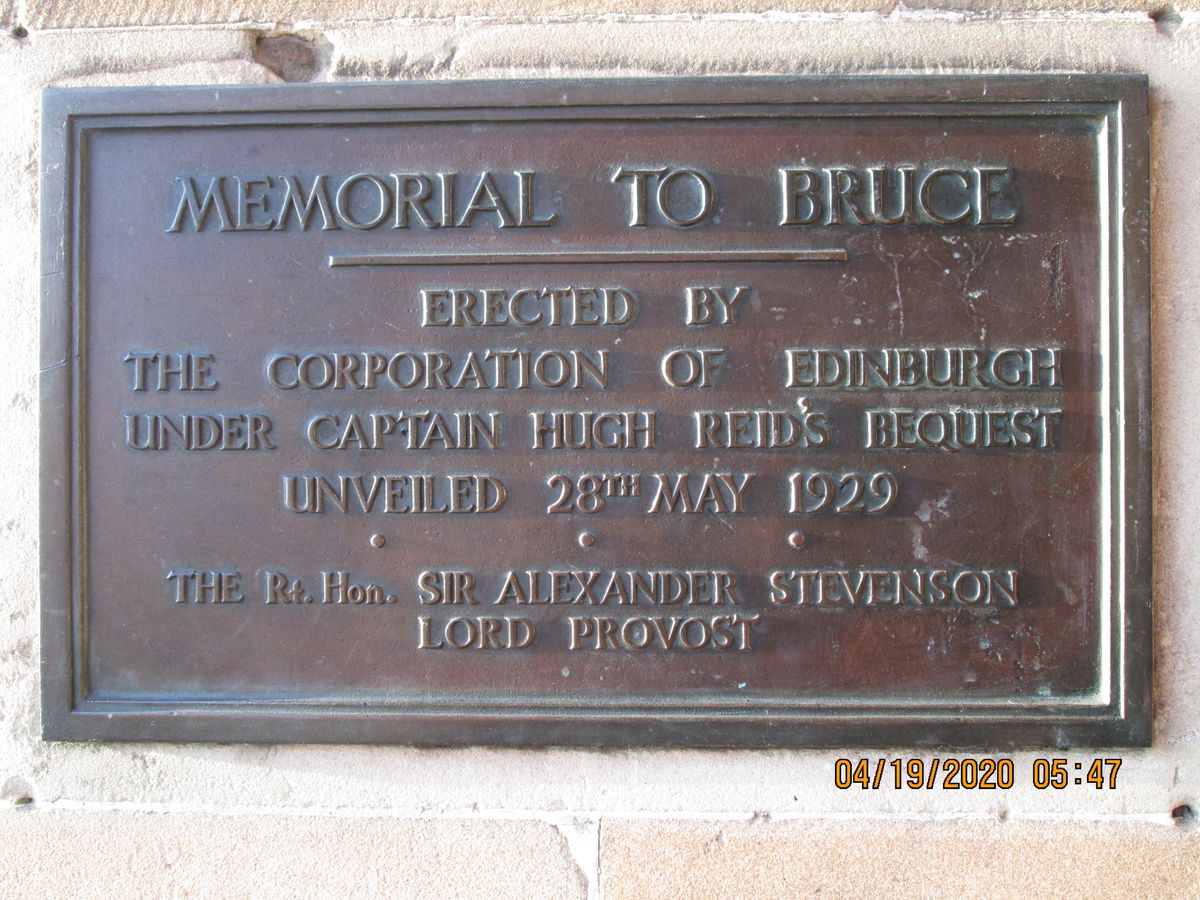 MEMORIAL TO BRUCE
ERECTED BY
THE CORPORATION OF EDINBURGH
UNDER CAPTAIN HUGH REID'S BEQUEST
UNVEILED 28TH MAY 1929
THE Rt. Hon. SIR ALEXANDER STEVENSON
LORD PROVOST
04/19/2020 05:47